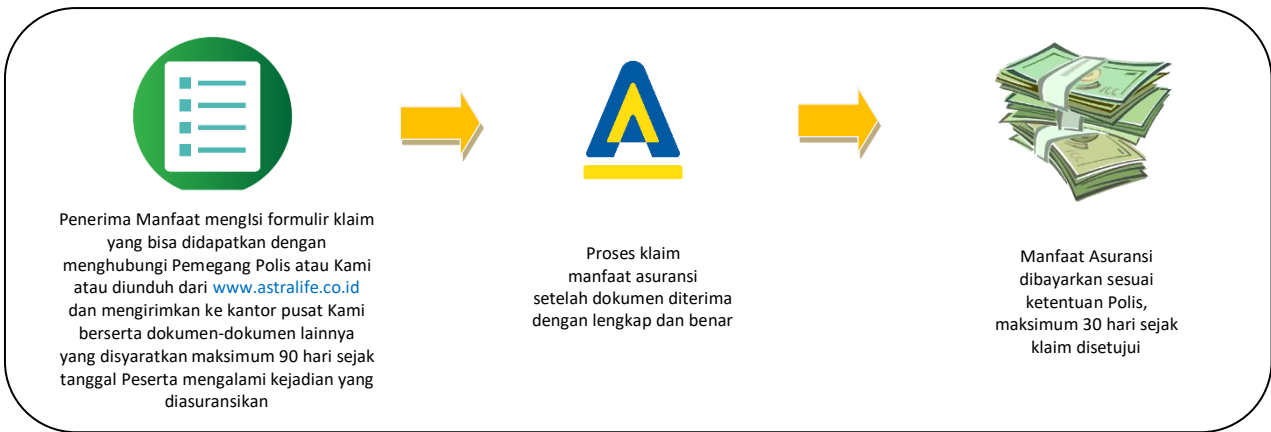 Penerima Manfaat mengIsi formulir klaim
yang bisa didapatkan dengan
menghubungi Pemegang Polis atau Kami
atau diunduh dari www.astralife.co.id
dan mengirimkan ke kantor pusat Kami
berserta dokumen-dokumen lainnya
yang disyaratkan maksimum 90 hari sejak
tanggal Peserta mengalami kejadian yang
diasuransikan
Proses klaim
manfaat asuransi
setelah dokumen diterima
dengan lengkap dan benar
Manfaat Asuransi
dibayarkan sesuai
ketentuan Polis,
maksimum 30 hari sejak
klaim disetujui